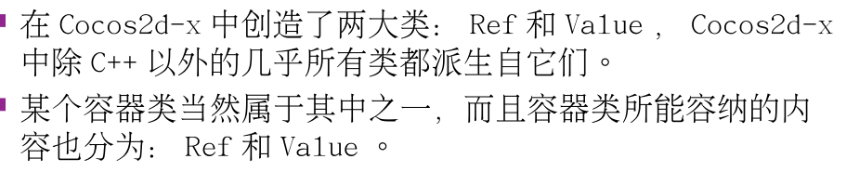 在 Cocos2d-x 中创造了两大类： Ref 和 Value ， Cocos2d-x
中除 C++ 以外的几乎所有类都派生自它们。
某个容器类当然属于其中之一，而且容器类所能容纳的内
容也分为： Ref 和 Value 。